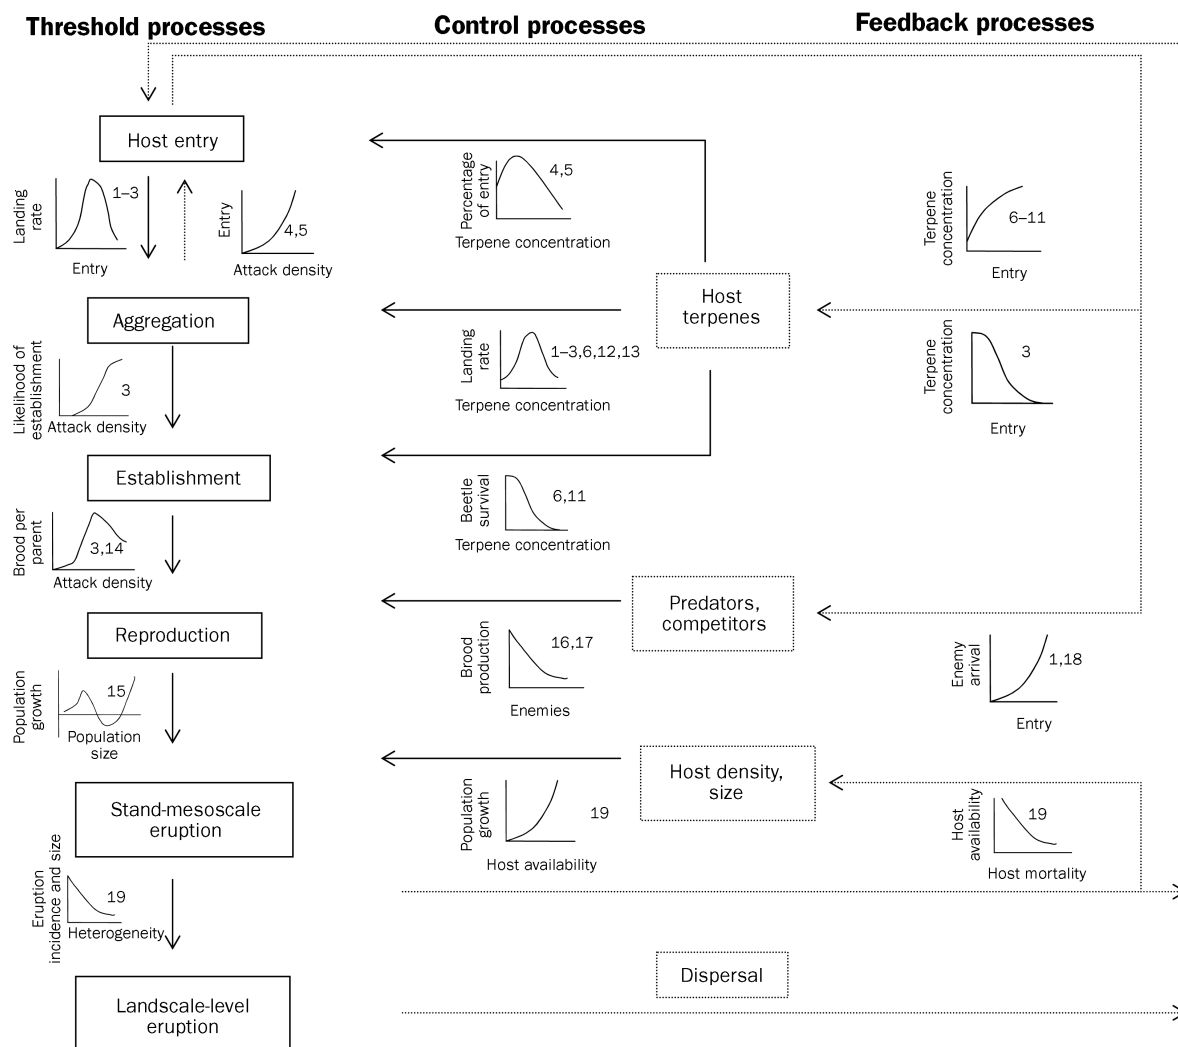 Threshold processes
Control processes
Feedback processes
Host entry
Landing
rate
1–3
Entry
Entry
4,5
Attack density
Percentage
of entry
4,5
Terpene concentration
Terpene
concentration
6–11
Entry
Host
terpenes
Aggregation
Likelihood of
establishment
3
Attack density
Landing
rate
1–3,6,12,13
Terpene concentration
Terpene
concentration
3
Entry
Establishment
Brood per
parent
3,14
Attack density
Beetle
survival
6,11
Terpene concentration
Predators,
competitors
Reproduction
Population
growth
15
Population
size
Brood
production
16,17
Enemies
Enemy
arrival
1,18
Entry
Host density,
size
Stand-mesoscale
eruption
Eruption
incidence and size
19
Heterogeneity
Population
growth
19
Host availability
Host
availability
19
Host mortality
Dispersal
Landscale-level
eruption